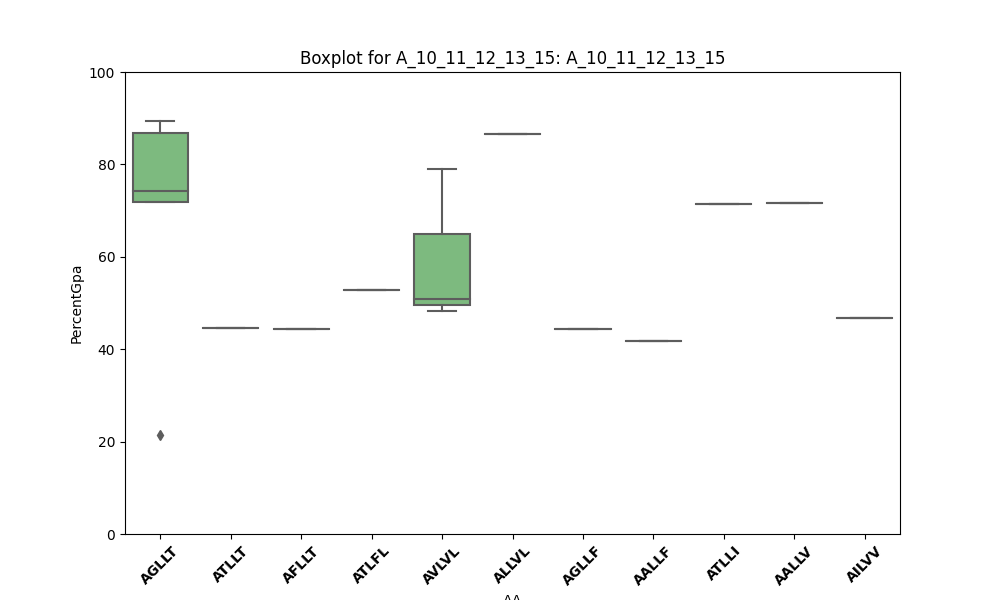 Boxplot for A_10_11_12_13_15: A_10_11_12_13_15
100
80
60
40
20
0
PercentGpa
AGLLT
ATLLT
AFLLT
ATLFL
AVLVL
ALLVL
AGLLF
AALLF
ATLLI
AALLV
AILVV
AA